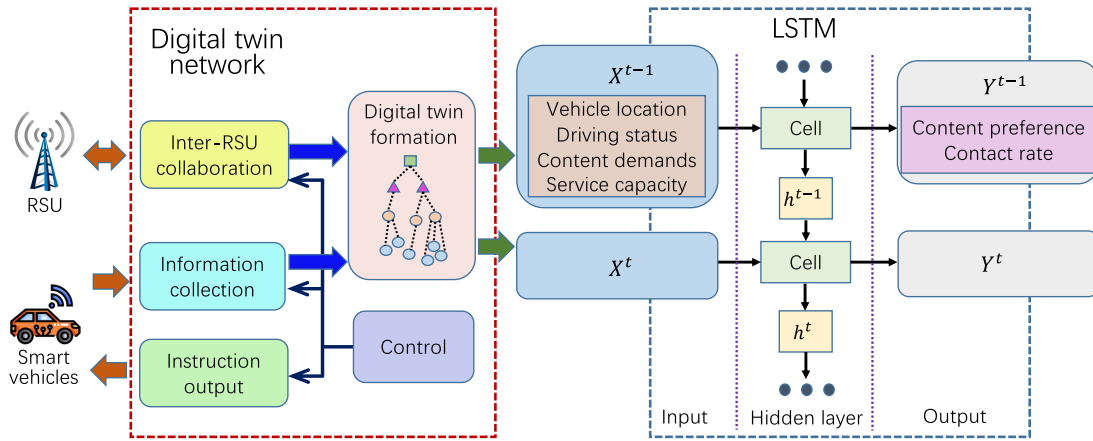 Digital twin
network
RSU
Inter-RSU
collaboration
Digital twin
formation
Smart
vehicles
Information
collection
Instruction
output
Control
LSTM
X^{t-1}
Vehicle location
Driving status
Content demands
Service capacity
X^t
Cell
h^{t-1}
Cell
h^t
Y^{t-1}
Content preference
Contact rate
Y^t
Input
Hidden layer
Output